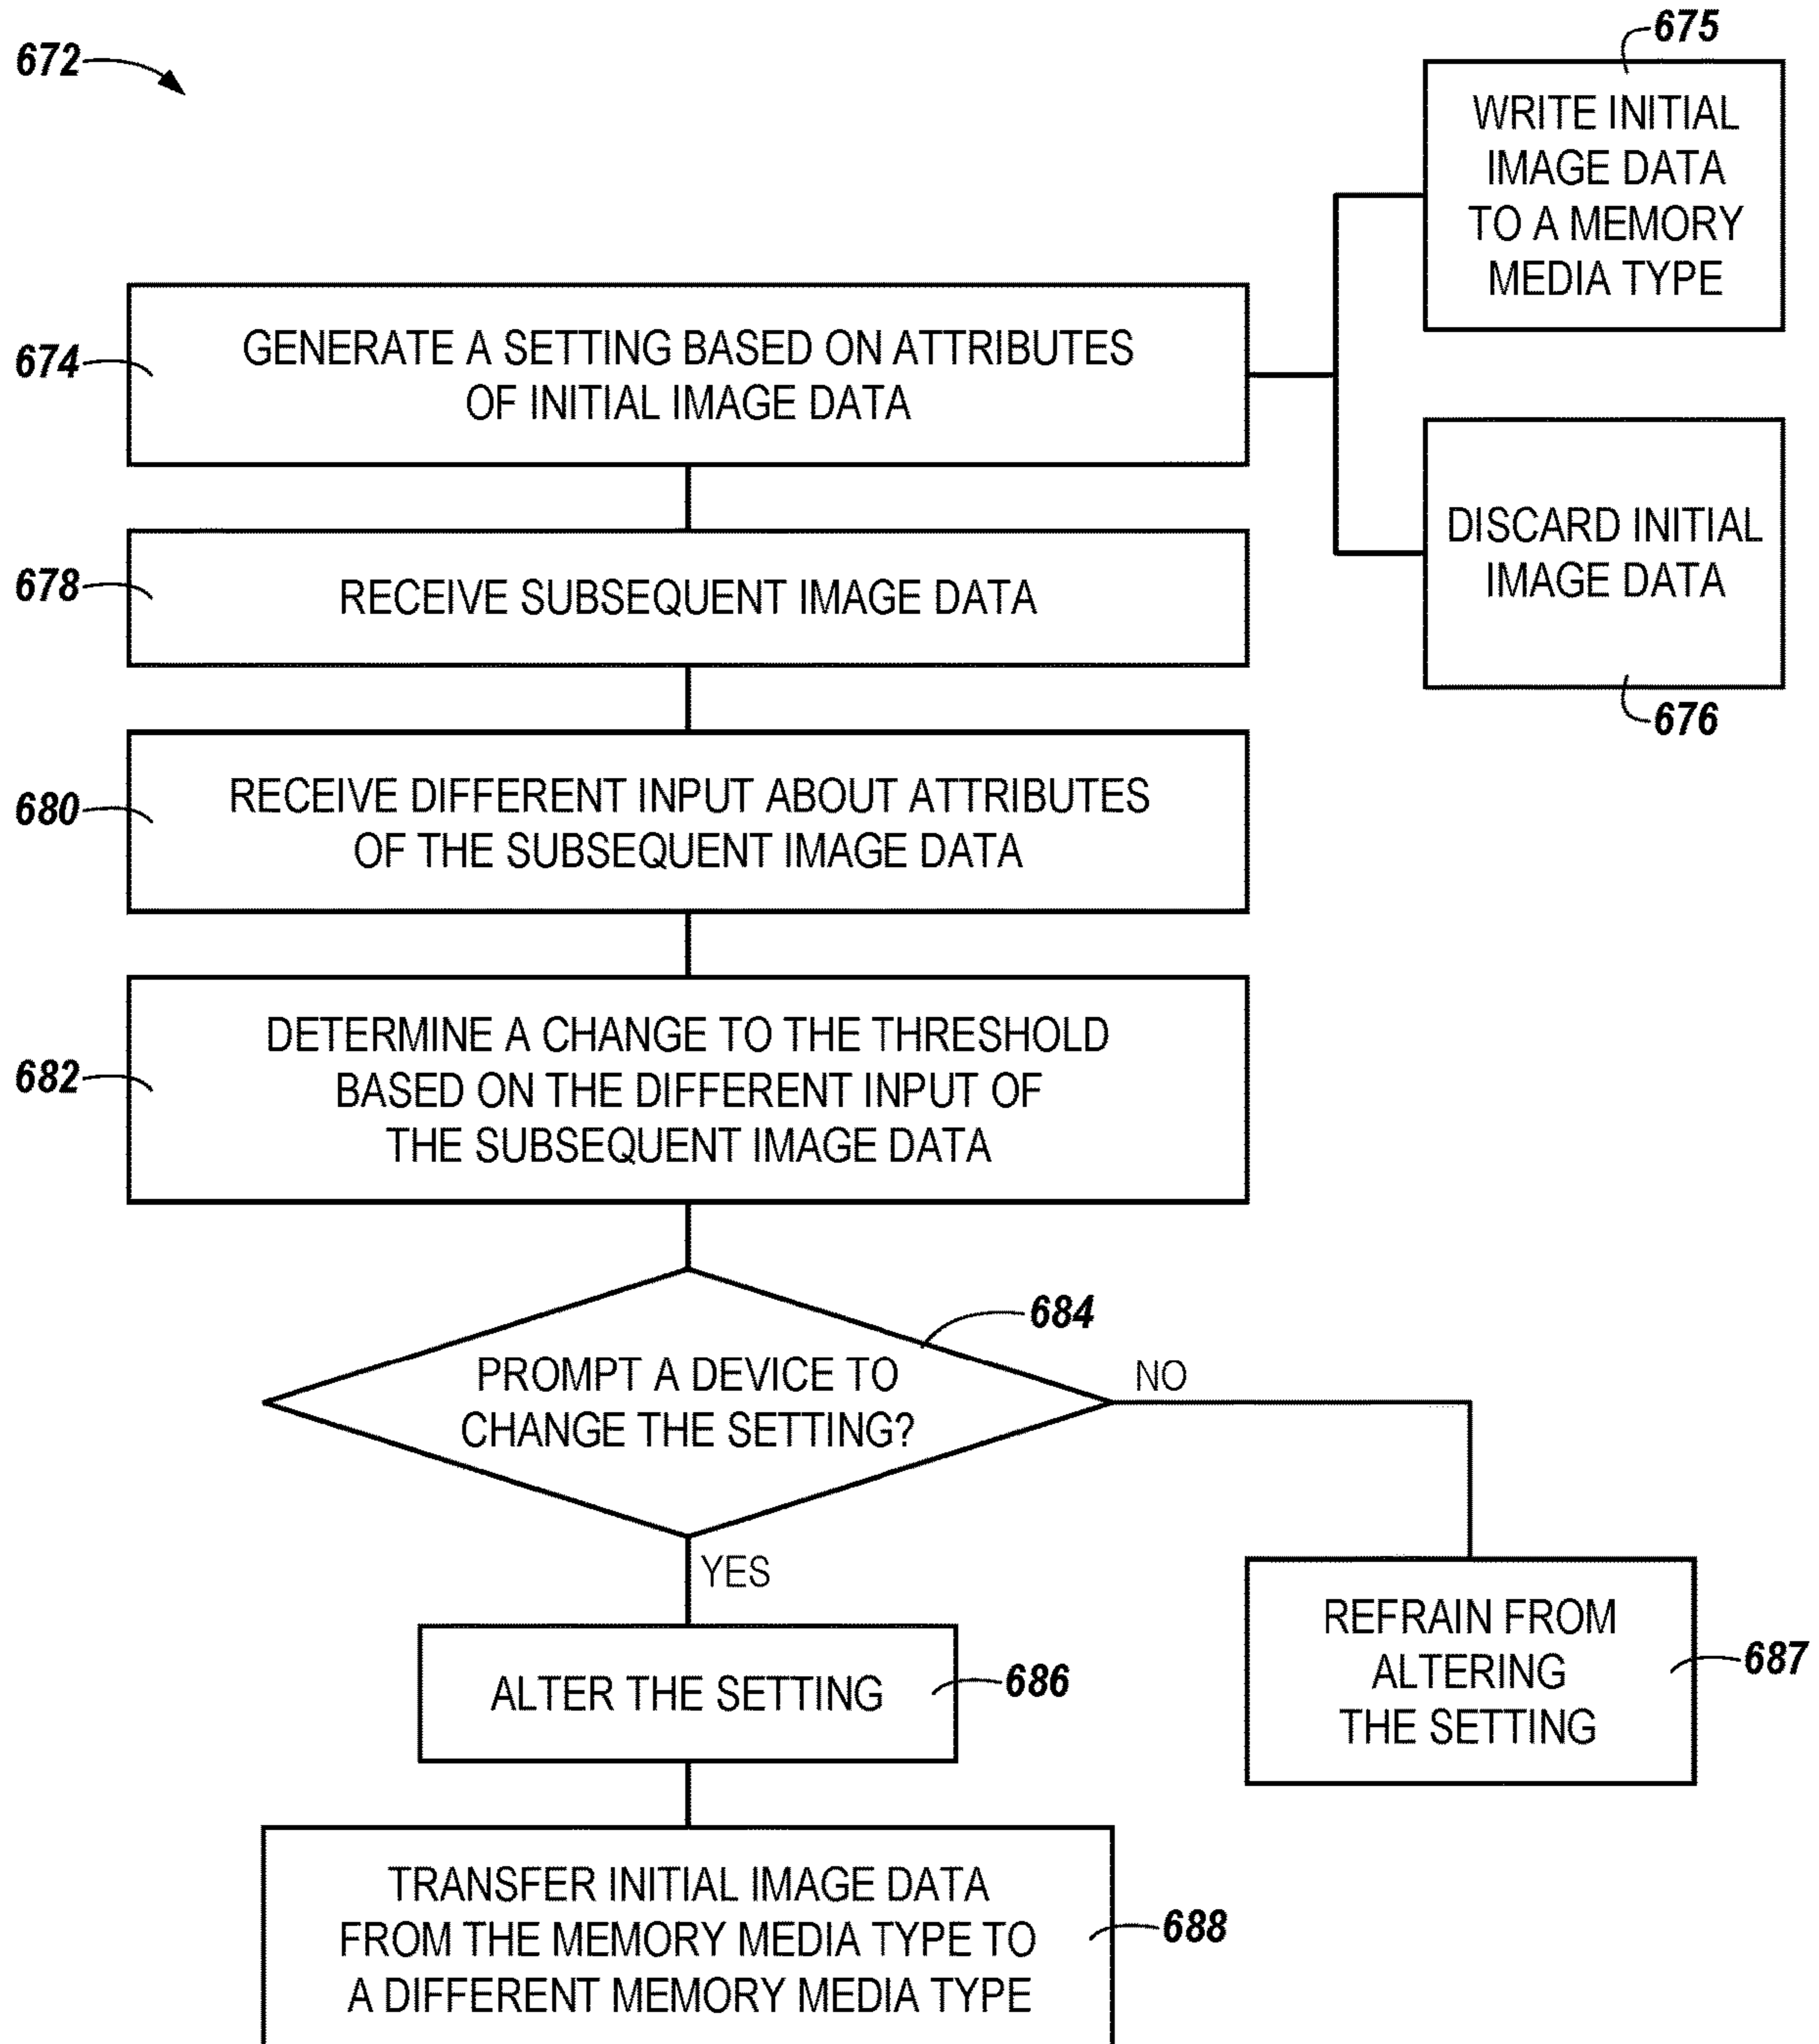 672
675
WRITE INITIAL
IMAGE DATA
TO A MEMORY
MEDIA TYPE
674
GENERATE A SETTING BASED ON ATTRIBUTES
OF INITIAL IMAGE DATA
DISCARD INITIAL
IMAGE DATA
676
678
RECEIVE SUBSEQUENT IMAGE DATA
680
RECEIVE DIFFERENT INPUT ABOUT ATTRIBUTES
OF THE SUBSEQUENT IMAGE DATA
682
DETERMINE A CHANGE TO THE THRESHOLD
BASED ON THE DIFFERENT INPUT OF
THE SUBSEQUENT IMAGE DATA
684
PROMPT A DEVICE TO
CHANGE THE SETTING?
NO
YES
ALTER THE SETTING
686
REFRAIN FROM
ALTERING
THE SETTING
687
TRANSFER INITIAL IMAGE DATA
FROM THE MEMORY MEDIA TYPE TO
A DIFFERENT MEMORY MEDIA TYPE
688